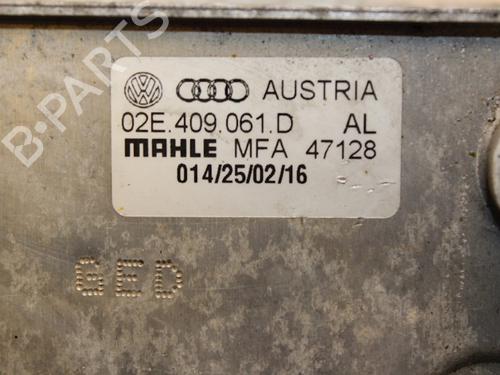 B-PARTS
AUSTRIA
02E.409.061.D AL
MAHLE MFA 47128
014/25/02/16
GED